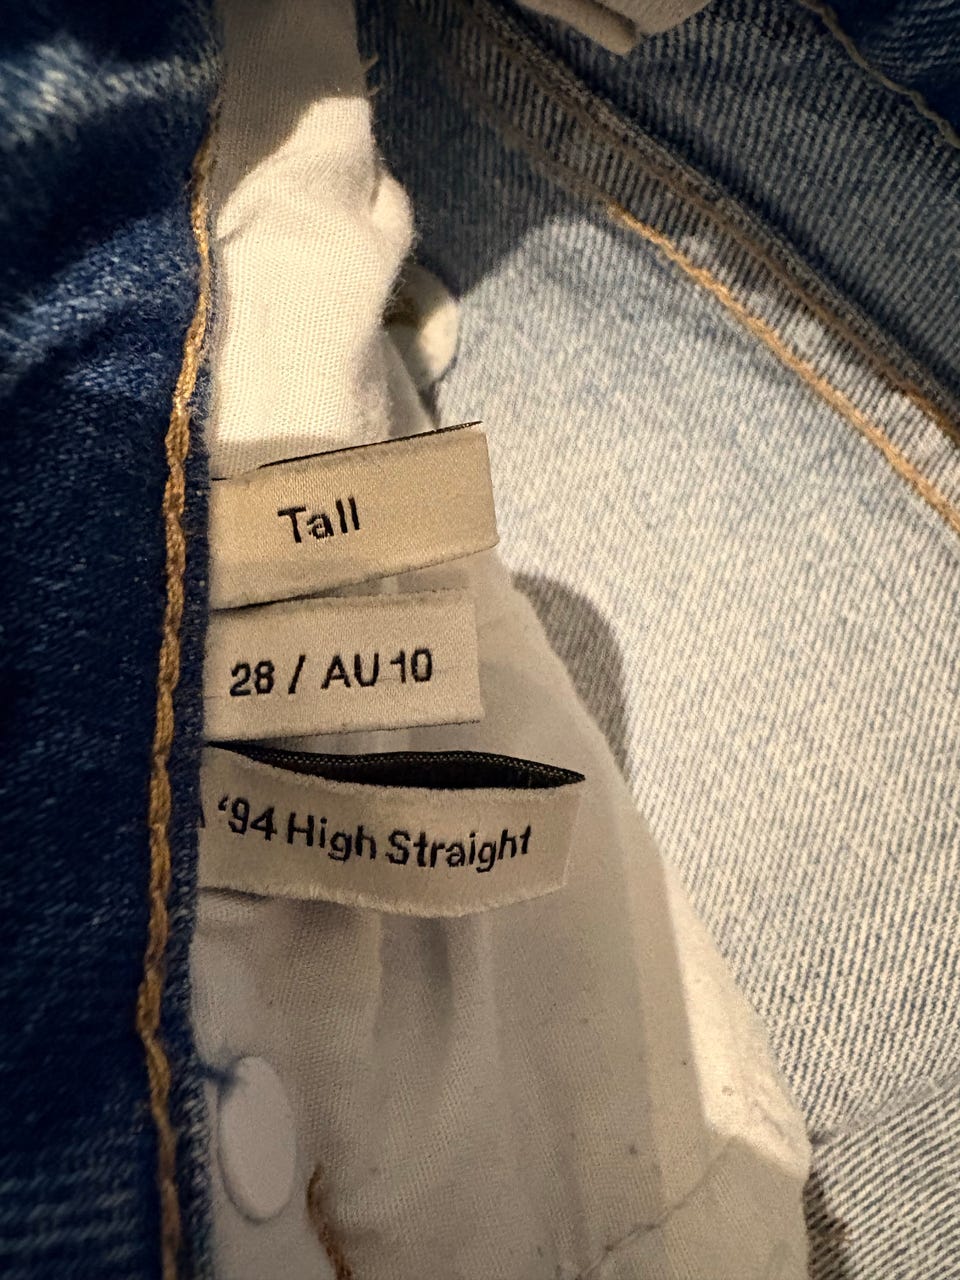 Tall
28 / AU 10
‘94 High Straight